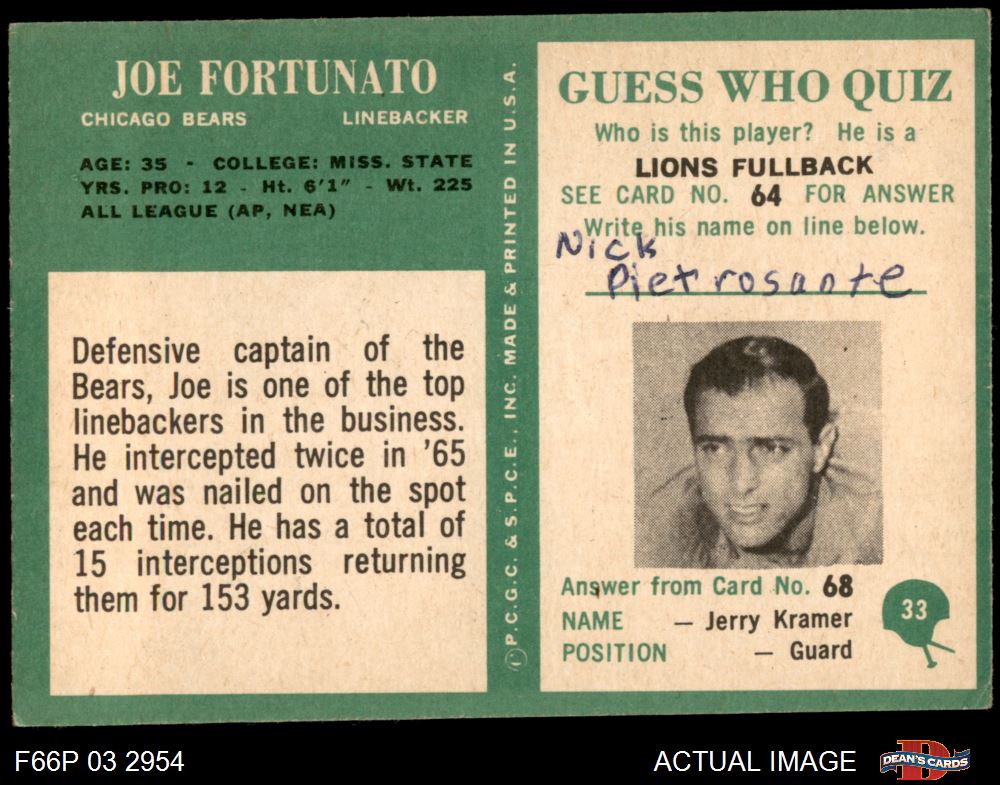 JOE FORTUNATO
CHICAGO BEARS LINEBACKER
AGE: 35 - COLLEGE: MISS. STATE
YRS. PRO: 12 - Ht. 6'1" - Wt. 225
ALL LEAGUE (AP, NEA)
Defensive captain of the
Bears, Joe is one of the top
linebackers in the business.
He intercepted twice in '65
and was nailed on the spot
each time. He has a total of
15 interceptions returning
them for 153 yards.
© P.C.G.C. & S.P.C.E., INC. MADE & PRINTED IN U.S.A.
GUESS WHO QUIZ
Who is this player? He is a
LIONS FULLBACK
SEE CARD NO. 64 FOR ANSWER
Write his name on line below.
Nick
Pietrosante
Answer from Card No. 68
NAME — Jerry Kramer
POSITION — Guard
33
F66P 03 2954
ACTUAL IMAGE
D
DEAN'S CARDS